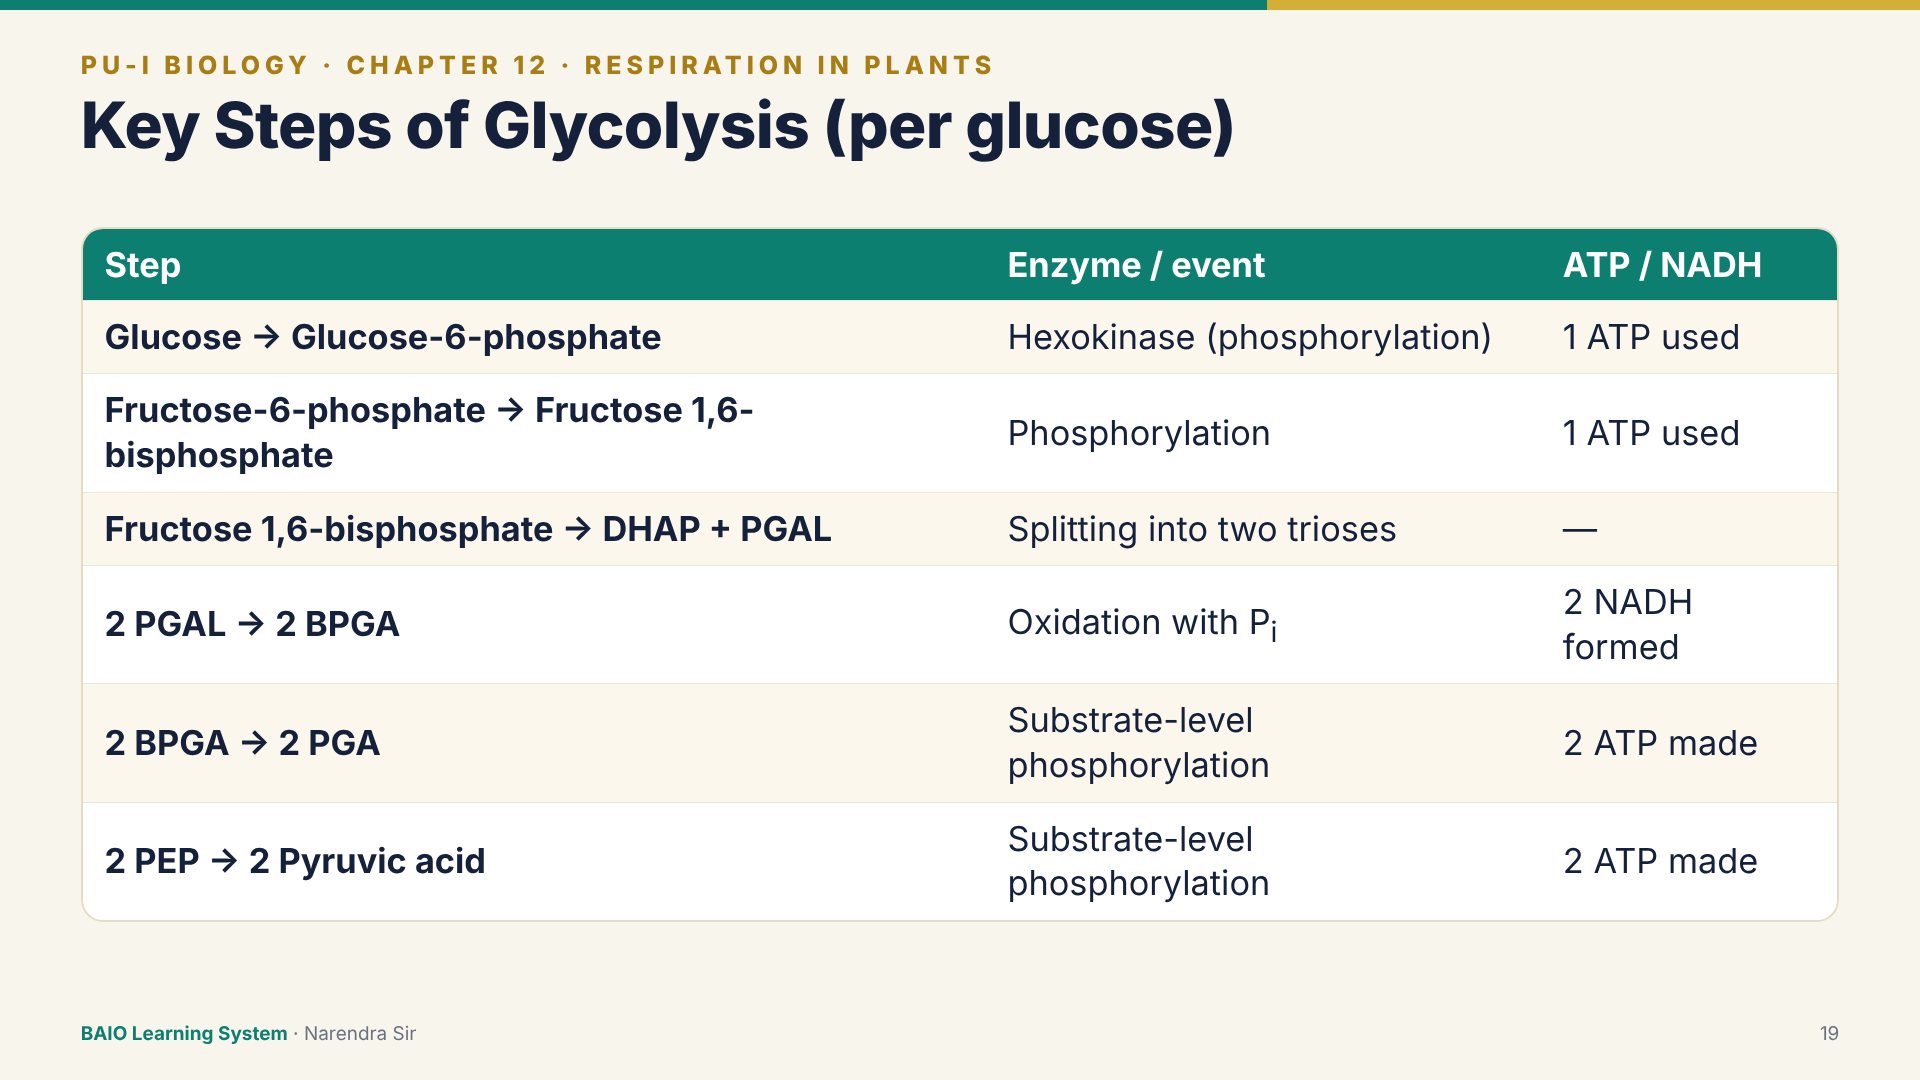 PU-I BIOLOGY · CHAPTER 12 · RESPIRATION IN PLANTS
Key Steps of Glycolysis (per glucose)
Step Enzyme / event ATP / NADH
Glucose → Glucose-6-phosphate Hexokinase (phosphorylation) 1 ATP used
Fructose-6-phosphate → Fructose 1,6-
bisphosphate
Phosphorylation 1 ATP used
Fructose 1,6-bisphosphate → DHAP + PGAL Splitting into two trioses —
2 PGAL → 2 BPGA Oxidation with Pi
2 NADH
formed
2 BPGA → 2 PGA
Substrate-level
phosphorylation
2 ATP made
2 PEP → 2 Pyruvic acid
Substrate-level
phosphorylation
2 ATP made
BAIO Learning System · Narendra Sir 19